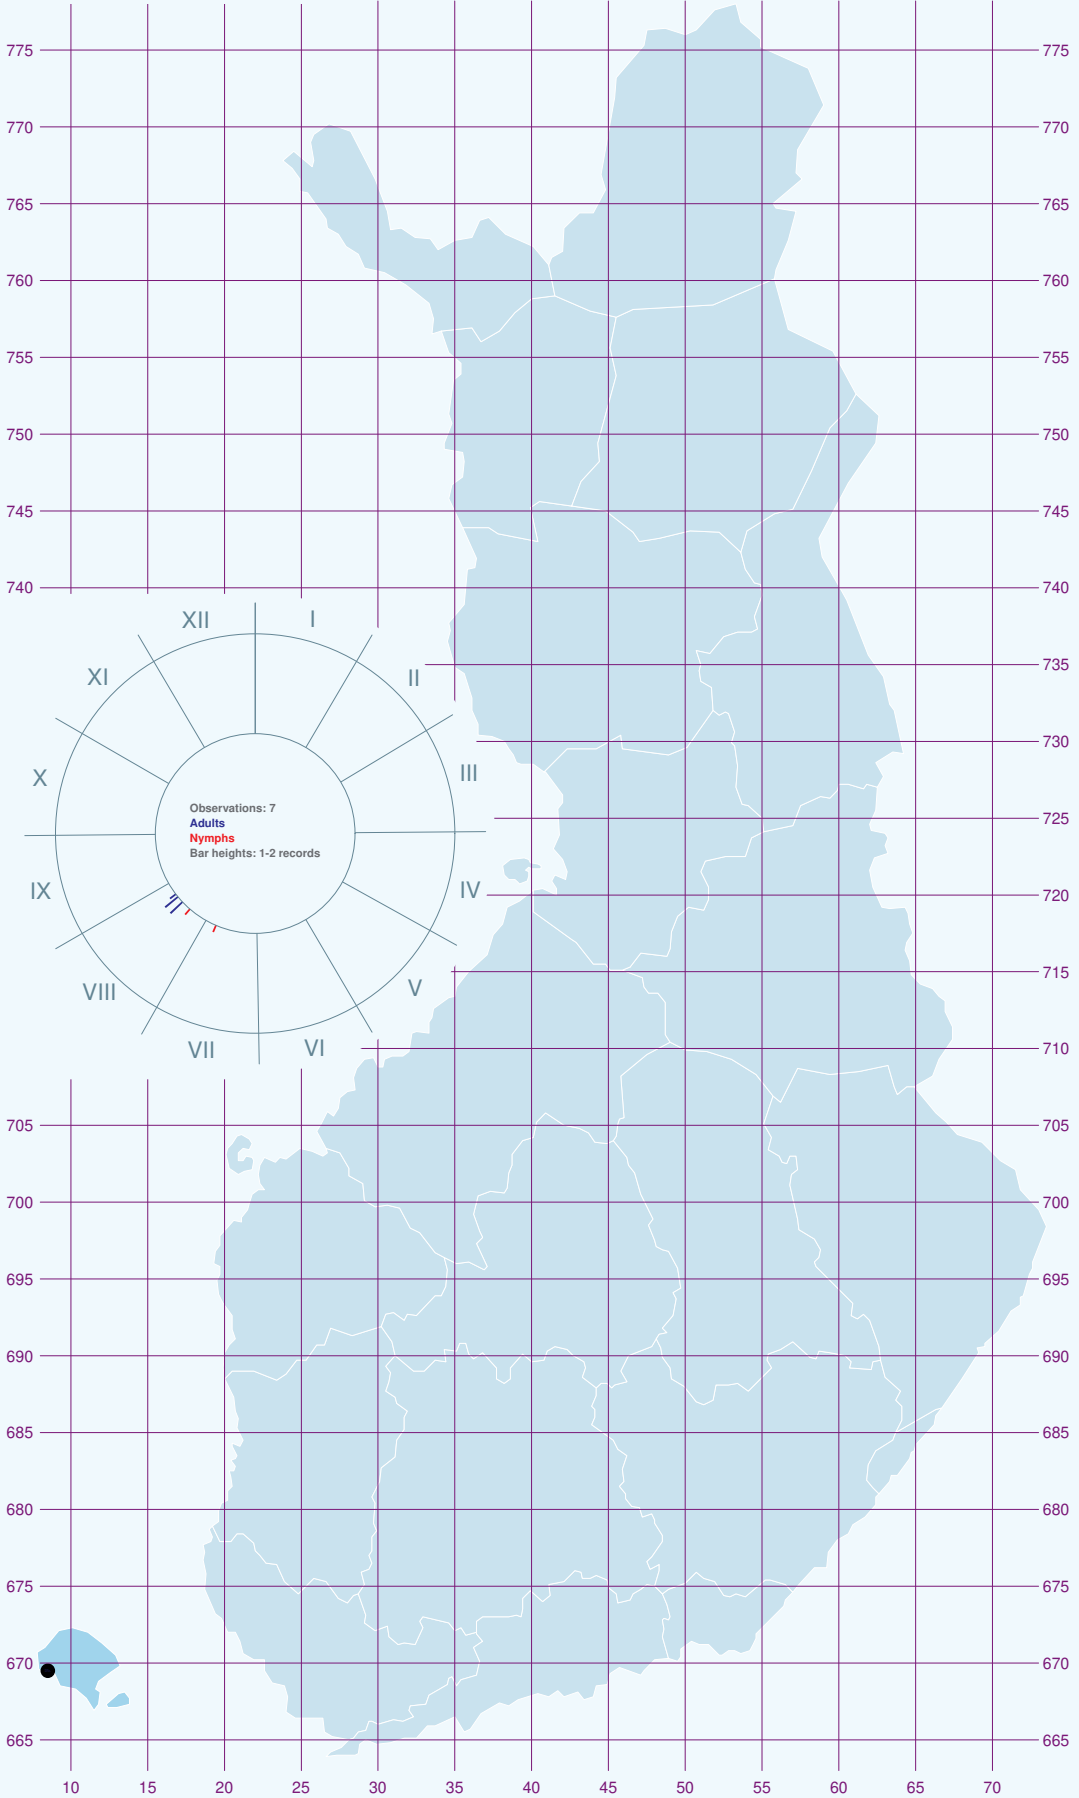 775 775
770 770
765 765
760 760
755 755
750 750
745 745
740 740
XII I
XI II
735
730
X III
725
Observations: 7
Adults
Nymphs
Bar heights: 1-2 records
IX IV
720
VIII V
715
VII VI
710
705 705
700 700
695 695
690 690
685 685
680 680
675 675
670 670
665 665
10 15 20 25 30 35 40 45 50 55 60 65 70